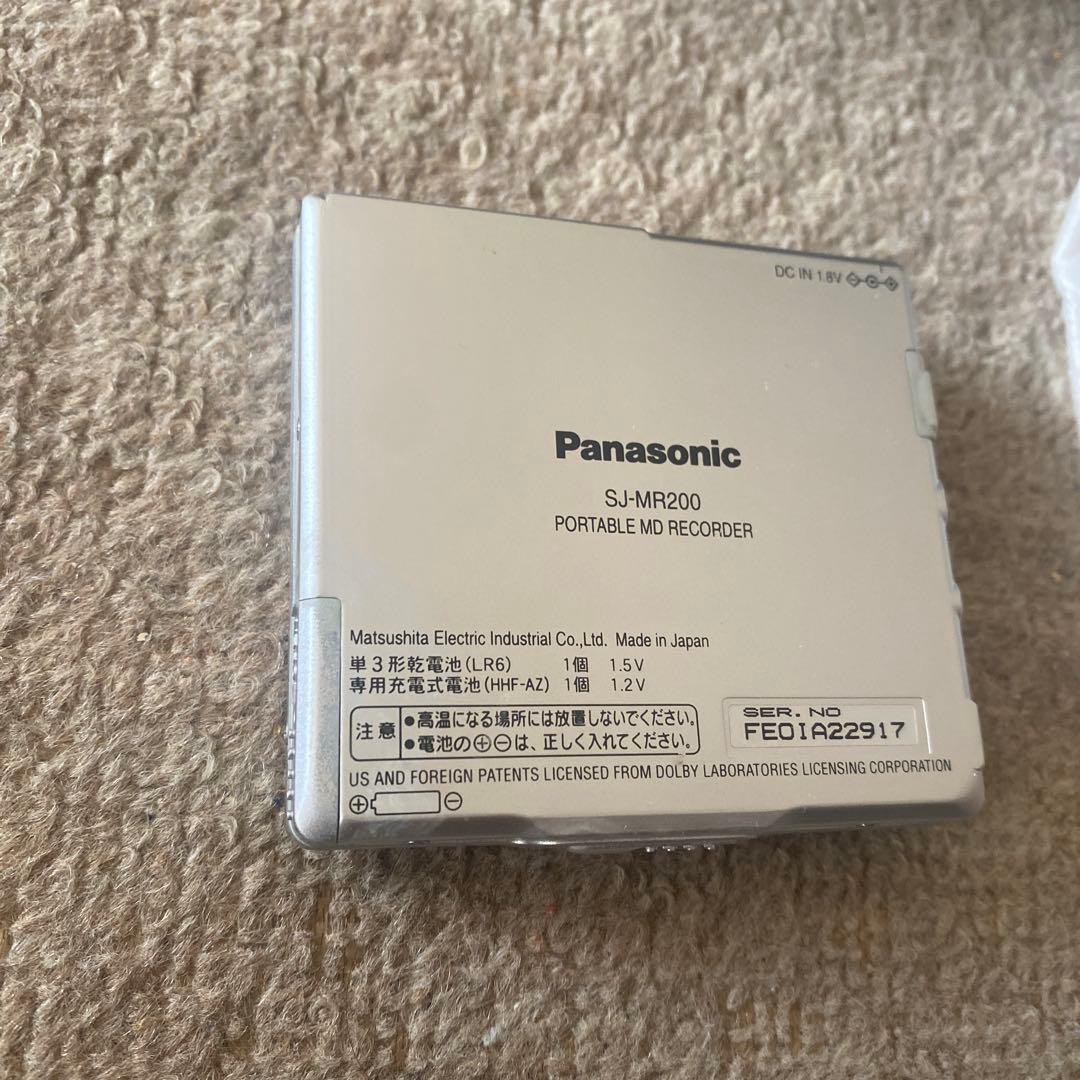 DC IN 1.8V
Panasonic
SJ-MR200
PORTABLE MD RECORDER
Matsushita Electric Industrial Co.,Ltd. Made in Japan
単3形乾電池(LR6) 1個 1.5V
専用充電式電池(HHF-AZ) 1個 1.2V
注意
●高温になる場所には放置しないでください。
●電池の⊕⊖は、正しく入れてください。
SER. NO
FE0IA22917
US AND FOREIGN PATENTS LICENSED FROM DOLBY LABORATORIES LICENSING CORPORATION
⊕ ⊖